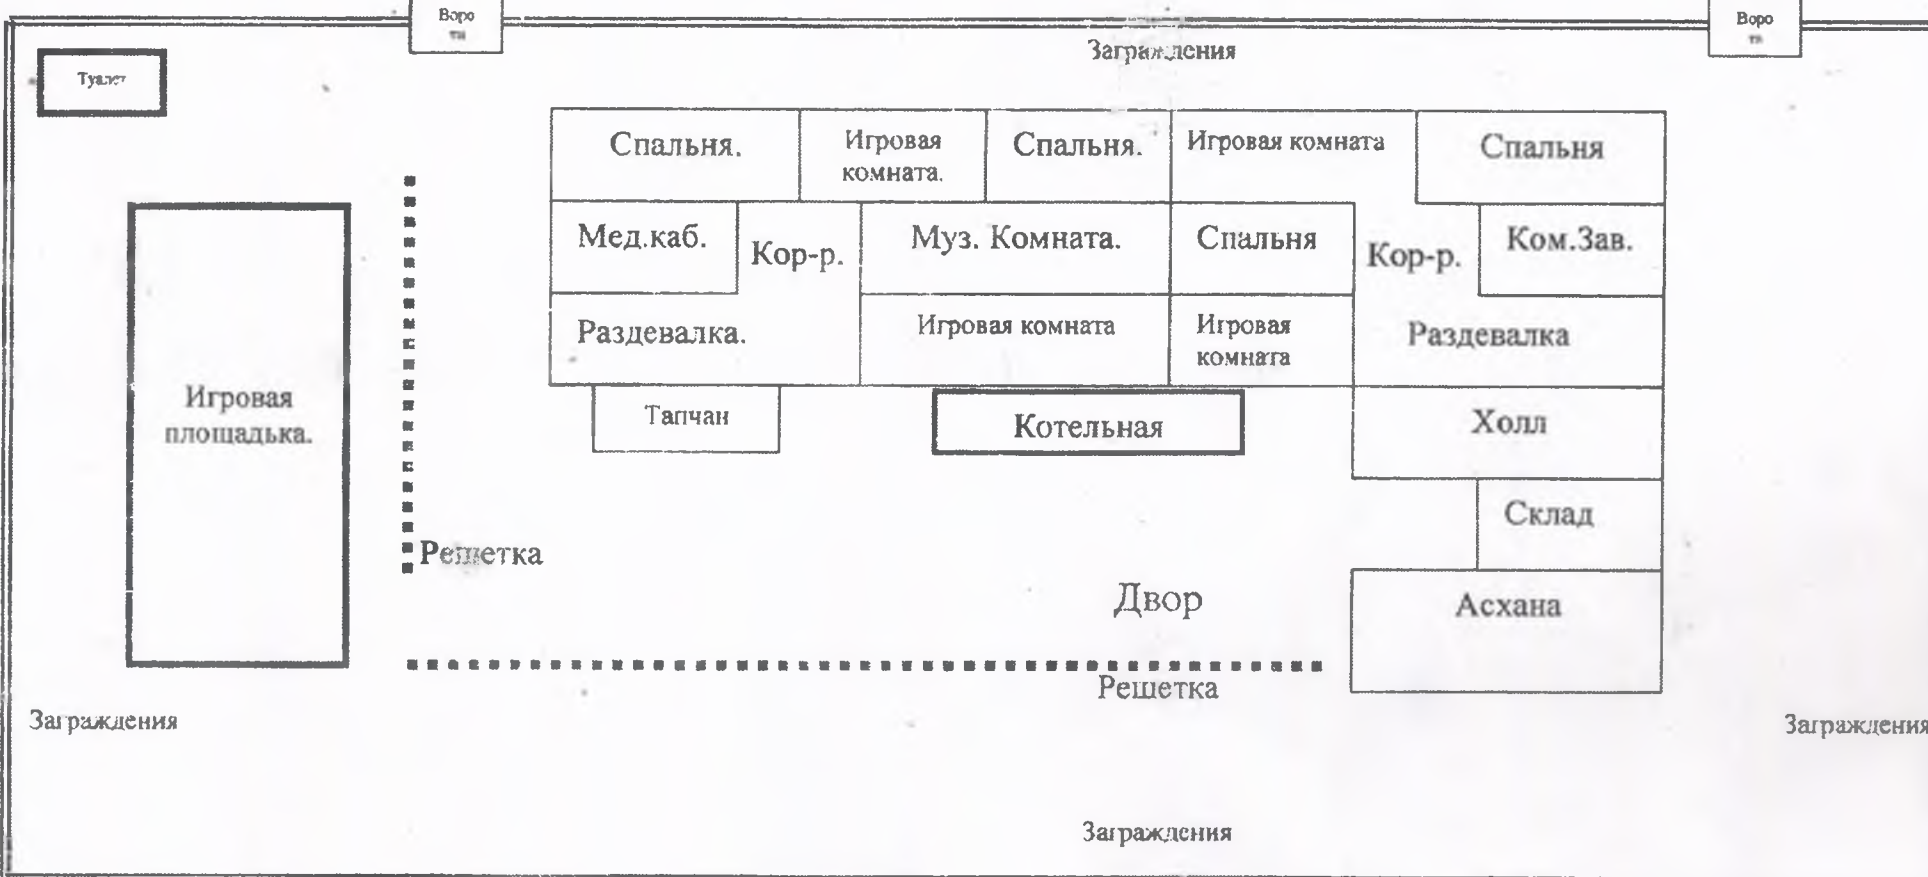 Воро
та
Воро
та
Заграждения
Туалет
Спальня.
Игровая
комната.
Спальня.
Игровая комната
Спальня
Мед.каб.
Кор-р.
Муз. Комната.
Спальня
Кор-р.
Ком.Зав.
Раздевалка.
Игровая комната
Игровая
комната
Раздевалка
Игровая
площадька.
Тапчан
Котельная
Холл
Склад
Решетка
Двор
Асхана
Решетка
Заграждения
Заграждения
Заграждения